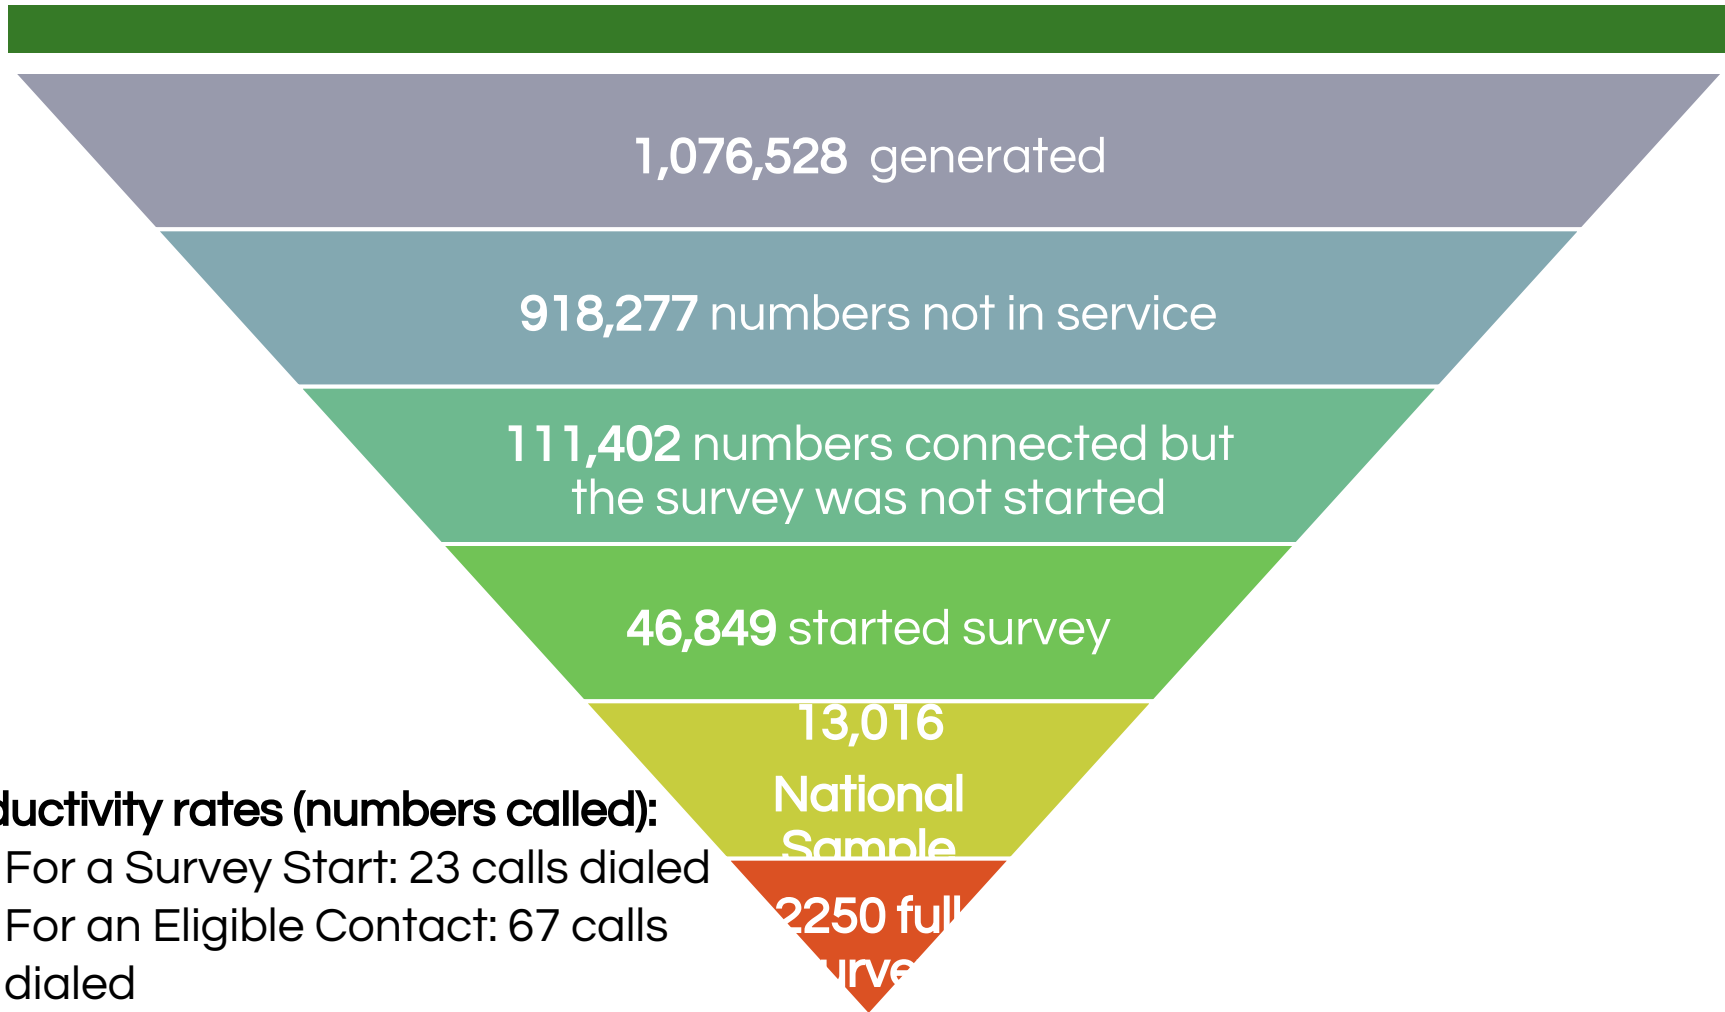 1,076,528 generated
918,277 numbers not in service
111,402 numbers connected but
the survey was not started
46,849 started survey
13,016
National
Sample
2250 full
ductivity rates (numbers called):
For a Survey Start: 23 calls dialed
For an Eligible Contact: 67 calls
dialed